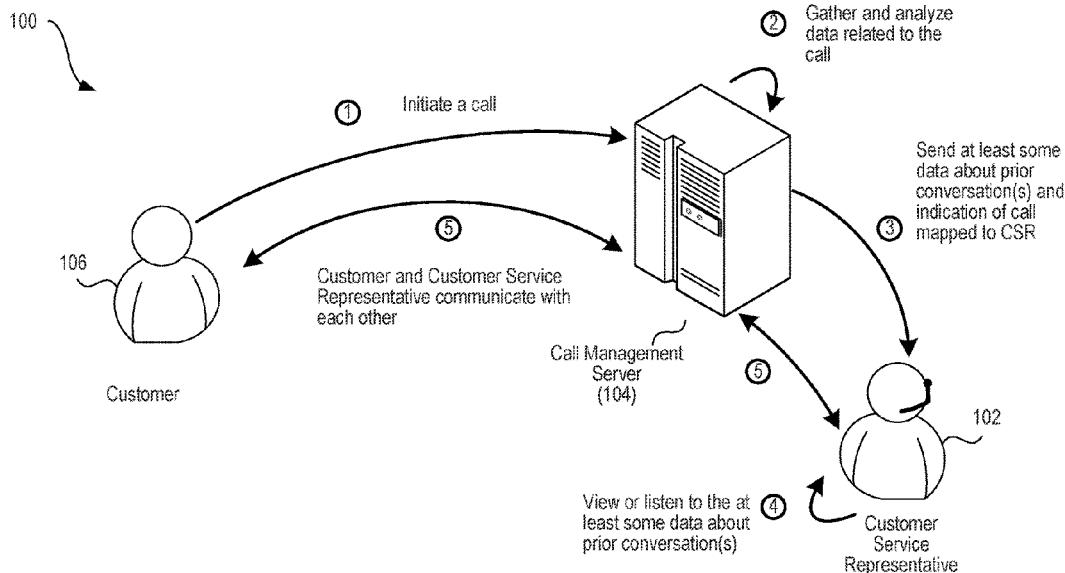 100
②
Gather and analyze
data related to the
call
①
Initiate a call
Send at least some
data about prior
conversation(s) and
indication of call
mapped to CSR
③
106
⑤
Customer and Customer Service
Representative communicate with
each other
Call Management
Server
(104)
⑤
Customer
102
View or listen to the at
least some data about
prior conversation(s)
④
Customer
Service
Representative